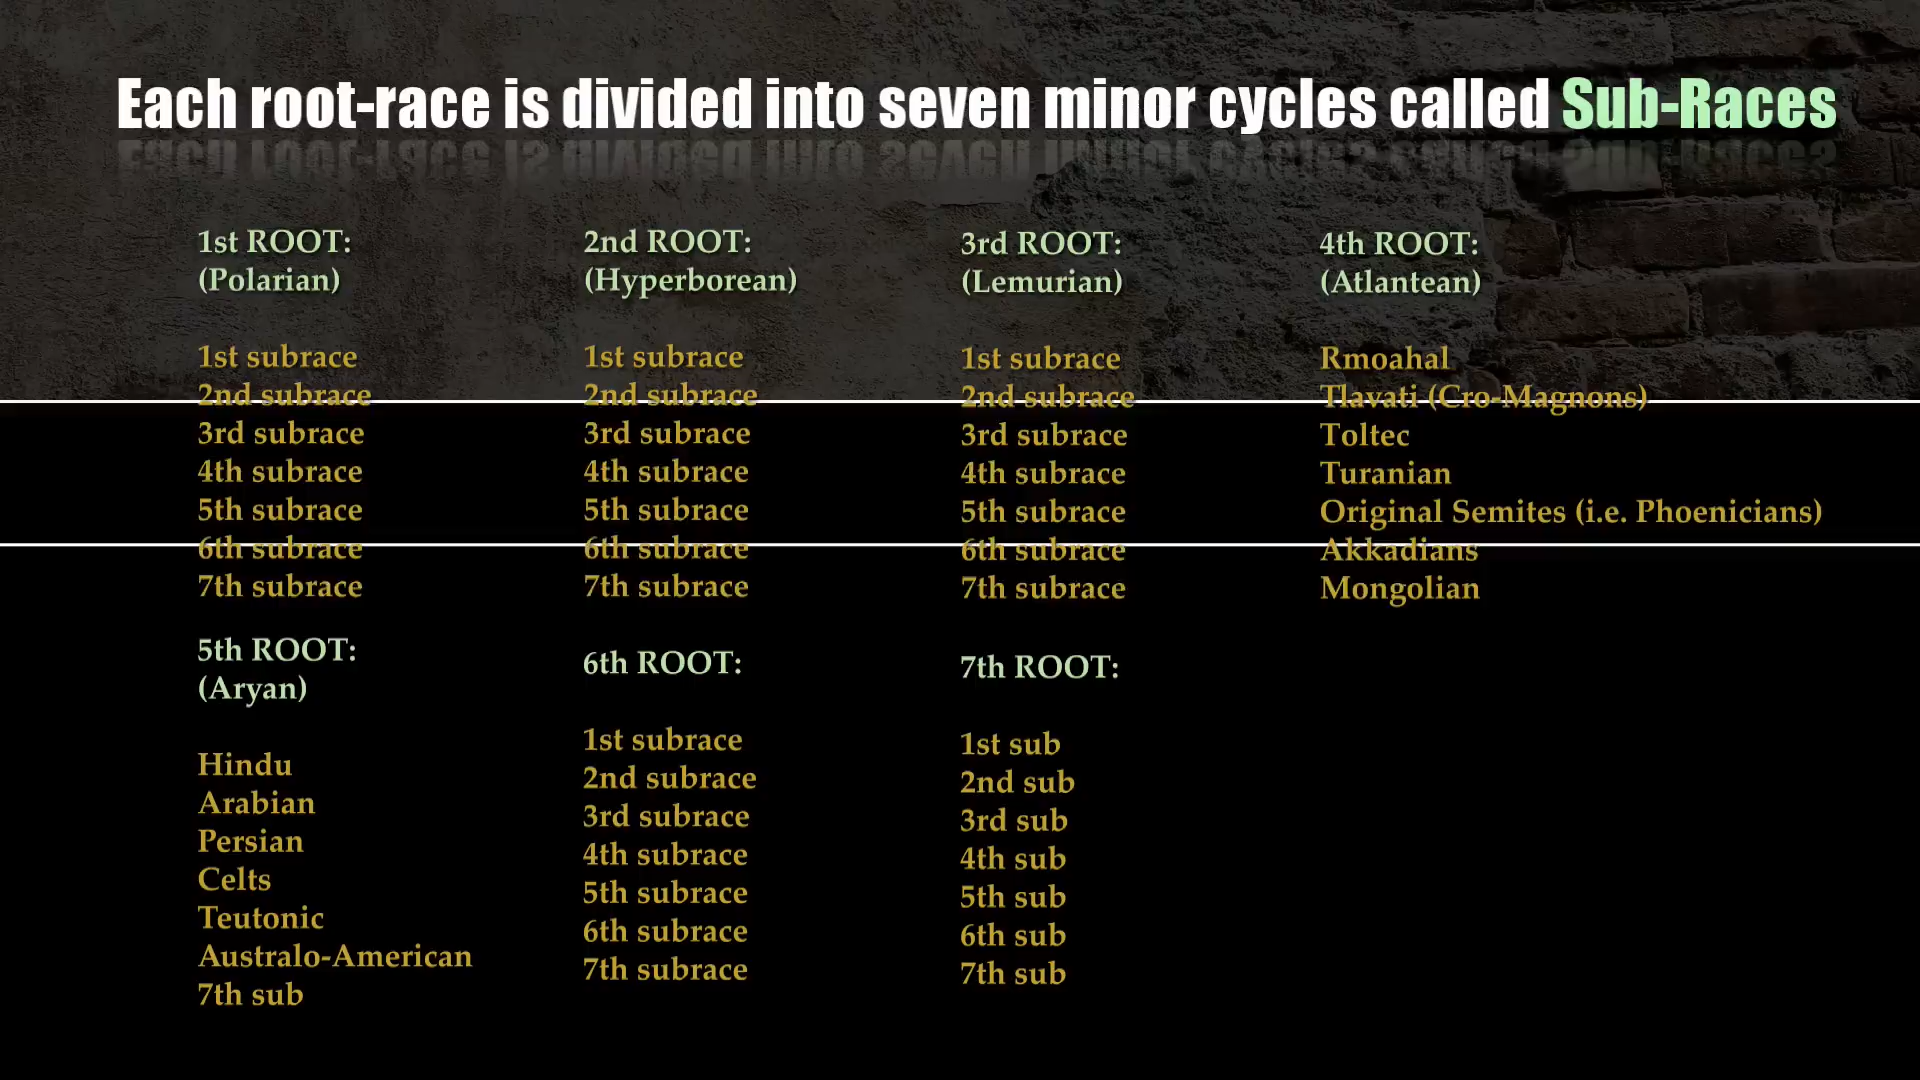 Each root-race is divided into seven minor cycles called Sub-Races
1st ROOT:
(Polarian)
1st subrace
2nd subrace
3rd subrace
4th subrace
5th subrace
6th subrace
7th subrace
2nd ROOT:
(Hyperborean)
1st subrace
2nd subrace
3rd subrace
4th subrace
5th subrace
6th subrace
7th subrace
3rd ROOT:
(Lemurian)
1st subrace
2nd subrace
3rd subrace
4th subrace
5th subrace
6th subrace
7th subrace
4th ROOT:
(Atlantean)
Rmoahal
Tlavati (Cro-Magnons)
Toltec
Turanian
Original Semites (i.e. Phoenicians)
Akkadians
Mongolian
5th ROOT:
(Aryan)
Hindu
Arabian
Persian
Celts
Teutonic
Australo-American
7th sub
6th ROOT:
1st subrace
2nd subrace
3rd subrace
4th subrace
5th subrace
6th subrace
7th subrace
7th ROOT:
1st sub
2nd sub
3rd sub
4th sub
5th sub
6th sub
7th sub